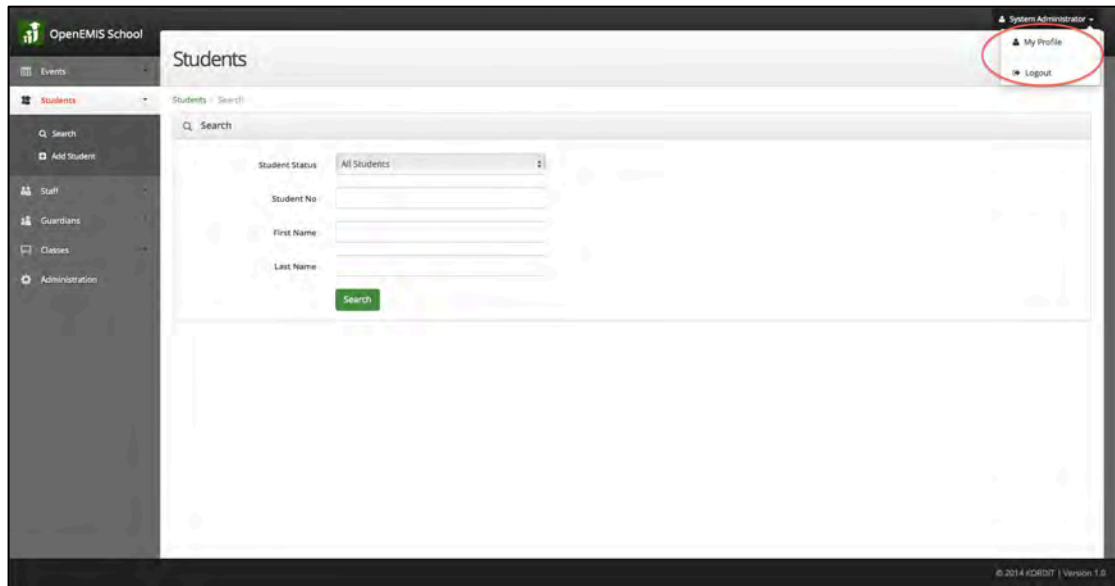 System Administrator
My Profile
Logout
OpenEMIS School
Students
Events
Students
Search
Add Student
Staff
Guardians
Classes
Administration
Students / Search
Search
Student Status All Students
Student No
First Name
Last Name
Search
© 2014 KORDIT | Version 1.0